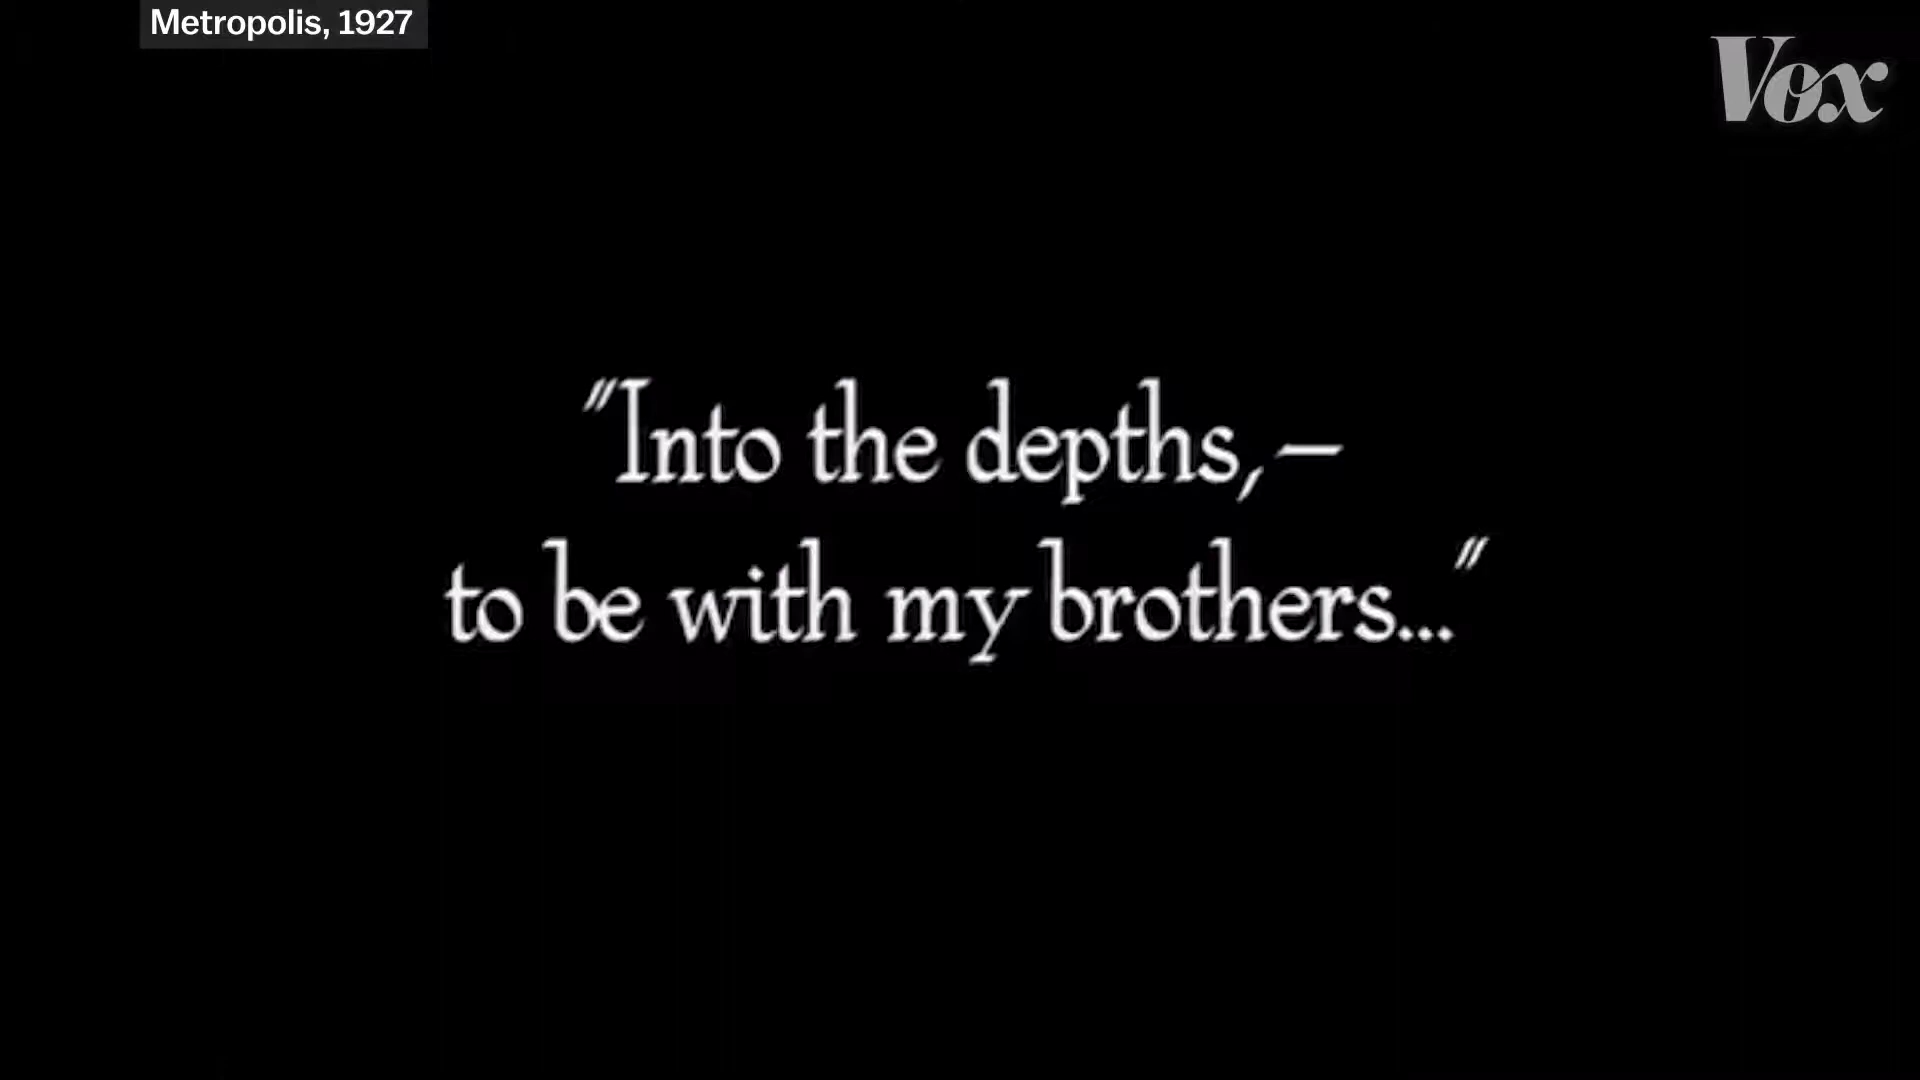 Metropolis, 1927
Vox
"Into the depths,—
to be with my brothers..."